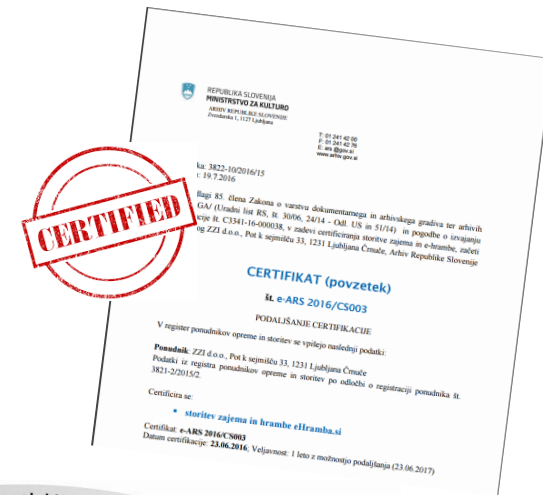 REPUBLIKA SLOVENIJA
MINISTRSTVO ZA KULTURO
ARHIV REPUBLIKE SLOVENIJE
Zvezdarska 1, 1127 Ljubljana
T: 01 241 42 00
F: 01 241 42 76
E: ars @gov.si
www.arhiv.gov.si
ka: 3822-10/2016/15
: 19.7.2016
lagi 85. člena Zakona o varstvu dokumentarnega in arhivskega gradiva ter arhivih
GA/ (Uradni list RS, št. 30/06, 24/14 - Odl. US in 51/14) in pogodbe o izvajanju
cije št. C3341-16-000038, v zadevi certificiranja storitve zajema in e-hrambe, začeti
og ZZI d.o.o., Pot k sejmišču 33, 1231 Ljubljana Črnuče, Arhiv Republike Slovenije
CERTIFIED
CERTIFIKAT (povzetek)
št. e-ARS 2016/CS003
PODALJŠANJE CERTIFIKACIJE
V register ponudnikov opreme in storitev se vpišejo naslednji podatki:
Ponudnik: ZZI d.o.o., Pot k sejmišču 33, 1231 Ljubljana Črnuče
Podatki iz registra ponudnikov opreme in storitev po odločbi o registraciji ponudnika št.
3821-2/2015/2.
Certificira se:
• storitev zajema in hrambe eHramba.si
Certifikat: e-ARS 2016/CS003
Datum certifikacije: 23.06.2016; Veljavnost: 1 leto z možnostjo podaljšanja (23.06.2017)